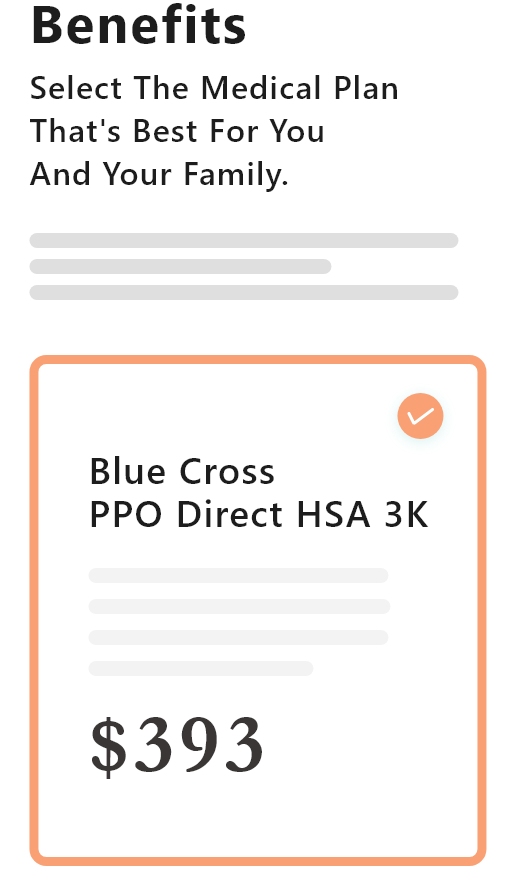 Benefits
Select The Medical Plan
That's Best For You
And Your Family.
Blue Cross
PPO Direct HSA 3K
$393